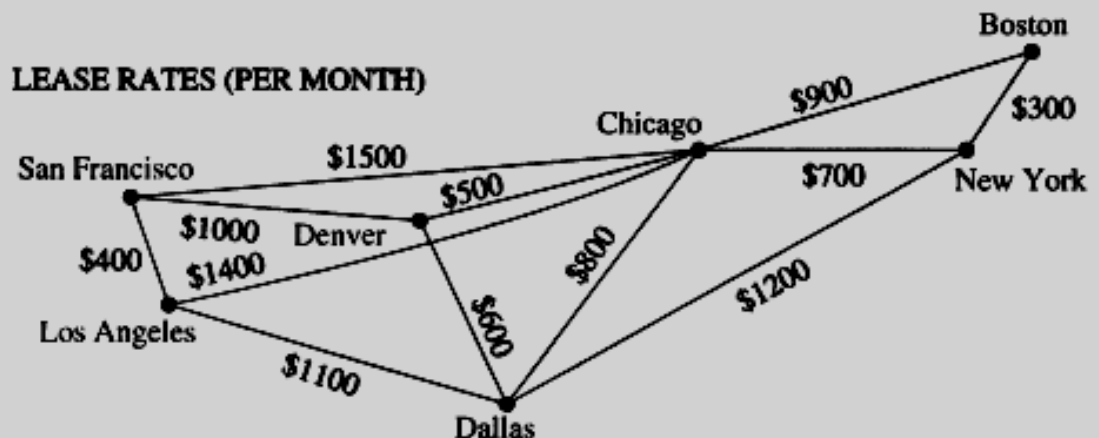 Boston
LEASE RATES (PER MONTH)
$900
$300
Chicago
San Francisco
$1500
$700
New York
$500
$1000
Denver
$400
$1400
$800
$1200
Los Angeles
$600
$1100
Dallas